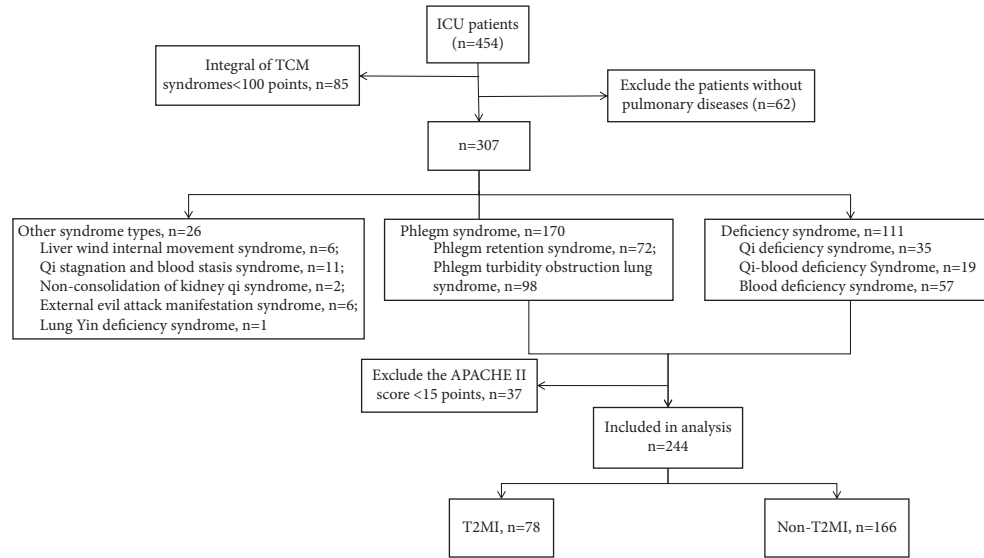 ICU patients
(n=454)
Integral of TCM
syndromes<100 points, n=85
Exclude the patients without
pulmonary diseases (n=62)
n=307
Other syndrome types, n=26
Liver wind internal movement syndrome, n=6;
Qi stagnation and blood stasis syndrome, n=11;
Non-consolidation of kidney qi syndrome, n=2;
External evil attack manifestation syndrome, n=6;
Lung Yin deficiency syndrome, n=1
Phlegm syndrome, n=170
Phlegm retention syndrome, n=72;
Phlegm turbidity obstruction lung
syndrome, n=98
Deficiency syndrome, n=111
Qi deficiency syndrome, n=35
Qi-blood deficiency Syndrome, n=19
Blood deficiency syndrome, n=57
Exclude the APACHE II
score <15 points, n=37
Included in analysis
n=244
T2MI, n=78
Non-T2MI, n=166